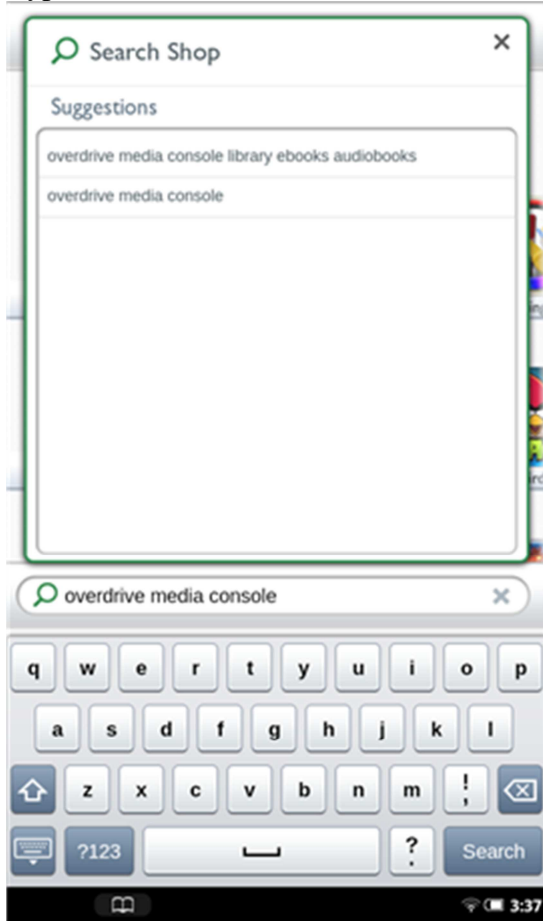 Search Shop
Suggestions
overdrive media console library ebooks audiobooks
overdrive media console
overdrive media console
q w e r t y u i o p
a s d f g h j k l
z x c v b n m ! ,
?123 ? . Search
3:37